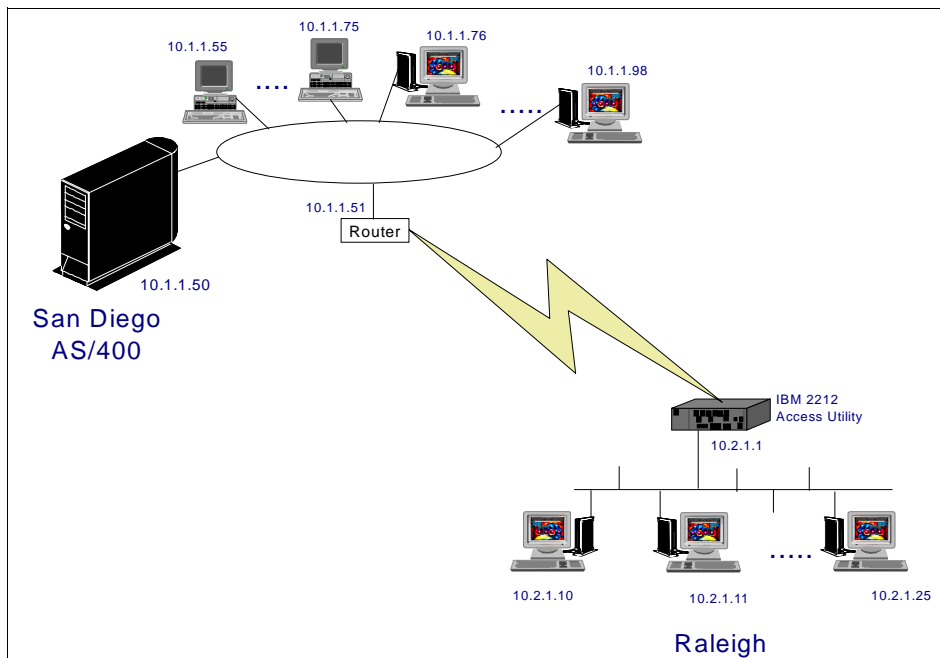 10.1.1.55
10.1.1.75
10.1.1.76
10.1.1.98
10.1.1.51
Router
10.1.1.50
San Diego
AS/400
IBM 2212
Access Utility
10.2.1.1
10.2.1.10
10.2.1.11
10.2.1.25
Raleigh